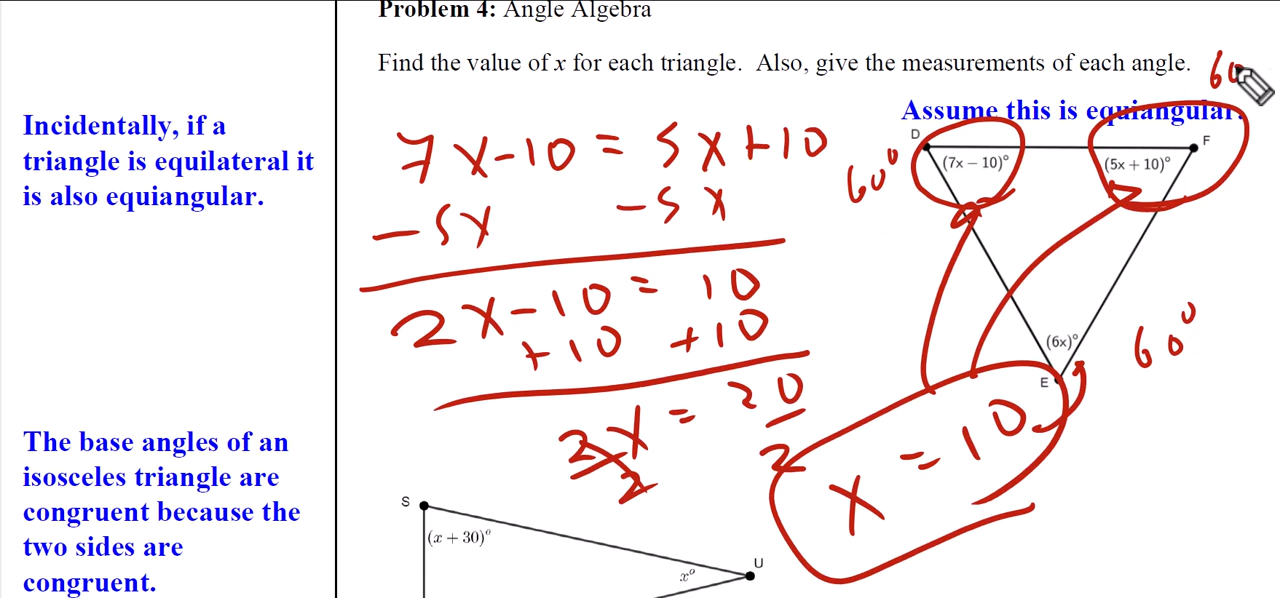 Problem 4: Angle Algebra
Find the value of x for each triangle. Also, give the measurements of each angle.
60
Assume this is equiangular.
Incidentally, if a
triangle is equilateral it
is also equiangular.
7x-10 = 5x+10
-5x -5x
2x-10 = 10
+10 +10
2x = 20
2 2
x = 10
D
F
(7x – 10)°
(5x + 10)°
60°
(6x)°
E
60°
The base angles of an
isosceles triangle are
congruent because the
two sides are
congruent.
S
(x + 30)°
U
x°